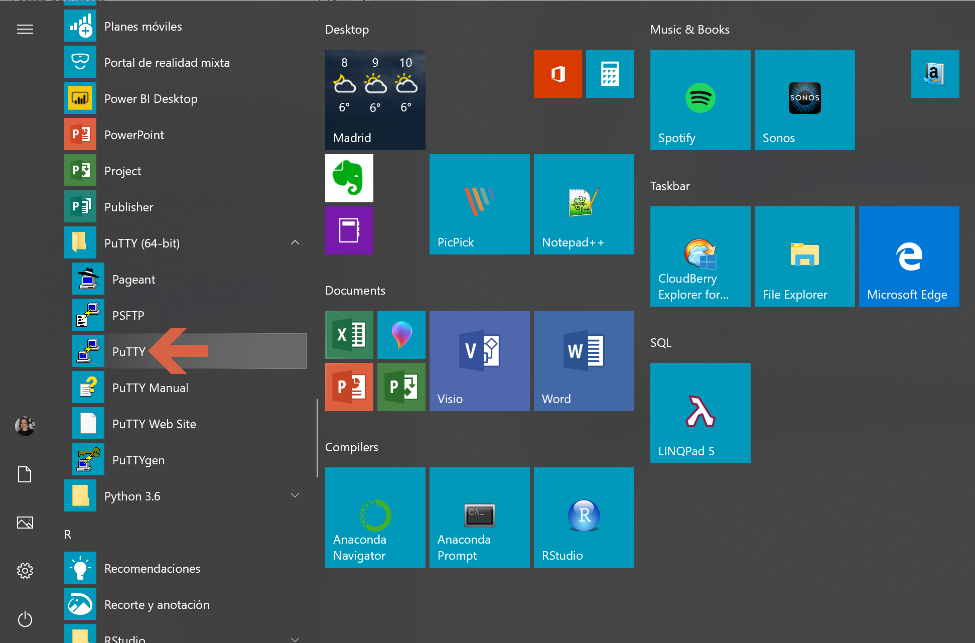 Planes móviles
Portal de realidad mixta
Power BI Desktop
PowerPoint
Project
Publisher
PuTTY (64-bit)
Pageant
PSFTP
PuTTY
PuTTY Manual
PuTTY Web Site
PuTTYgen
Python 3.6
R
Recomendaciones
Recorte y anotación
RStudio
Desktop
8 9 10
6° 6° 6°
Madrid
PicPick
Notepad++
Documents
Visio
Word
Compilers
Anaconda
Navigator
Anaconda
Prompt
RStudio
Music & Books
Spotify
SONOS
Sonos
Taskbar
CloudBerry
Explorer for...
File Explorer
Microsoft Edge
SQL
LINQPad 5